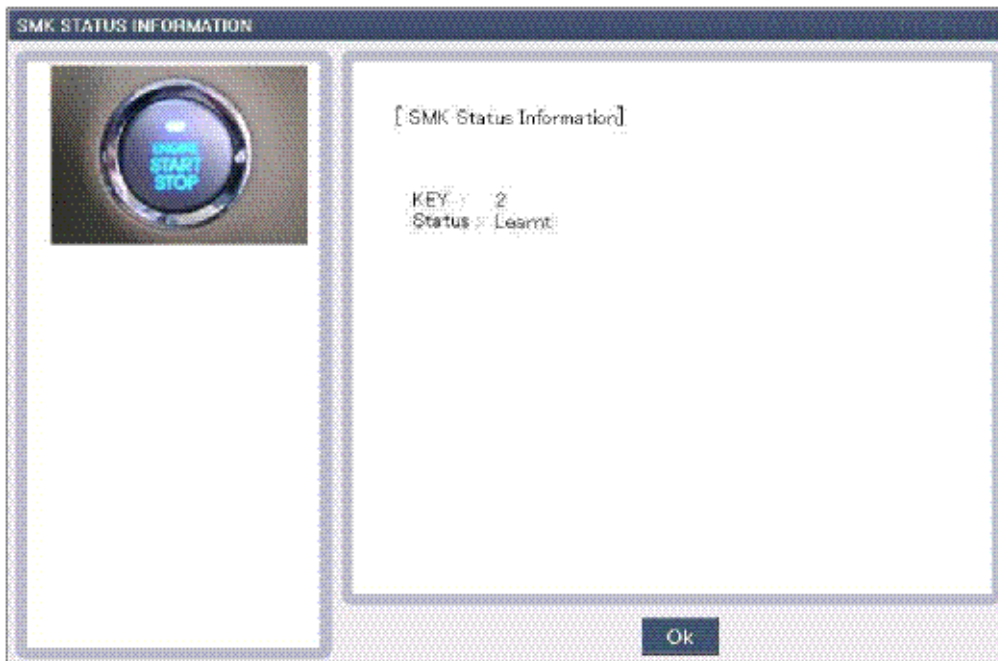 SMK STATUS INFORMATION
ENGINE
START
STOP
[ SMK Status Information]
KEY : 2
Status : Learnt
Ok